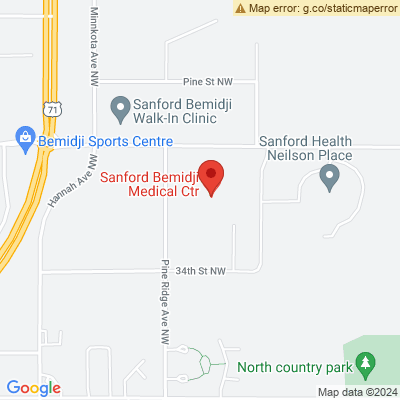 Map error: g.co/staticmaperror
Minnkota Ave NW
Pine St NW
Sanford Bemidji
Walk-In Clinic
71
Bemidji Sports Centre
Sanford Health
Neilson Place
Hannah Ave NW
Sanford Bemidji
Medical Ctr
34th St NW
Pine Ridge Ave NW
North country park
Google
Map data ©2024